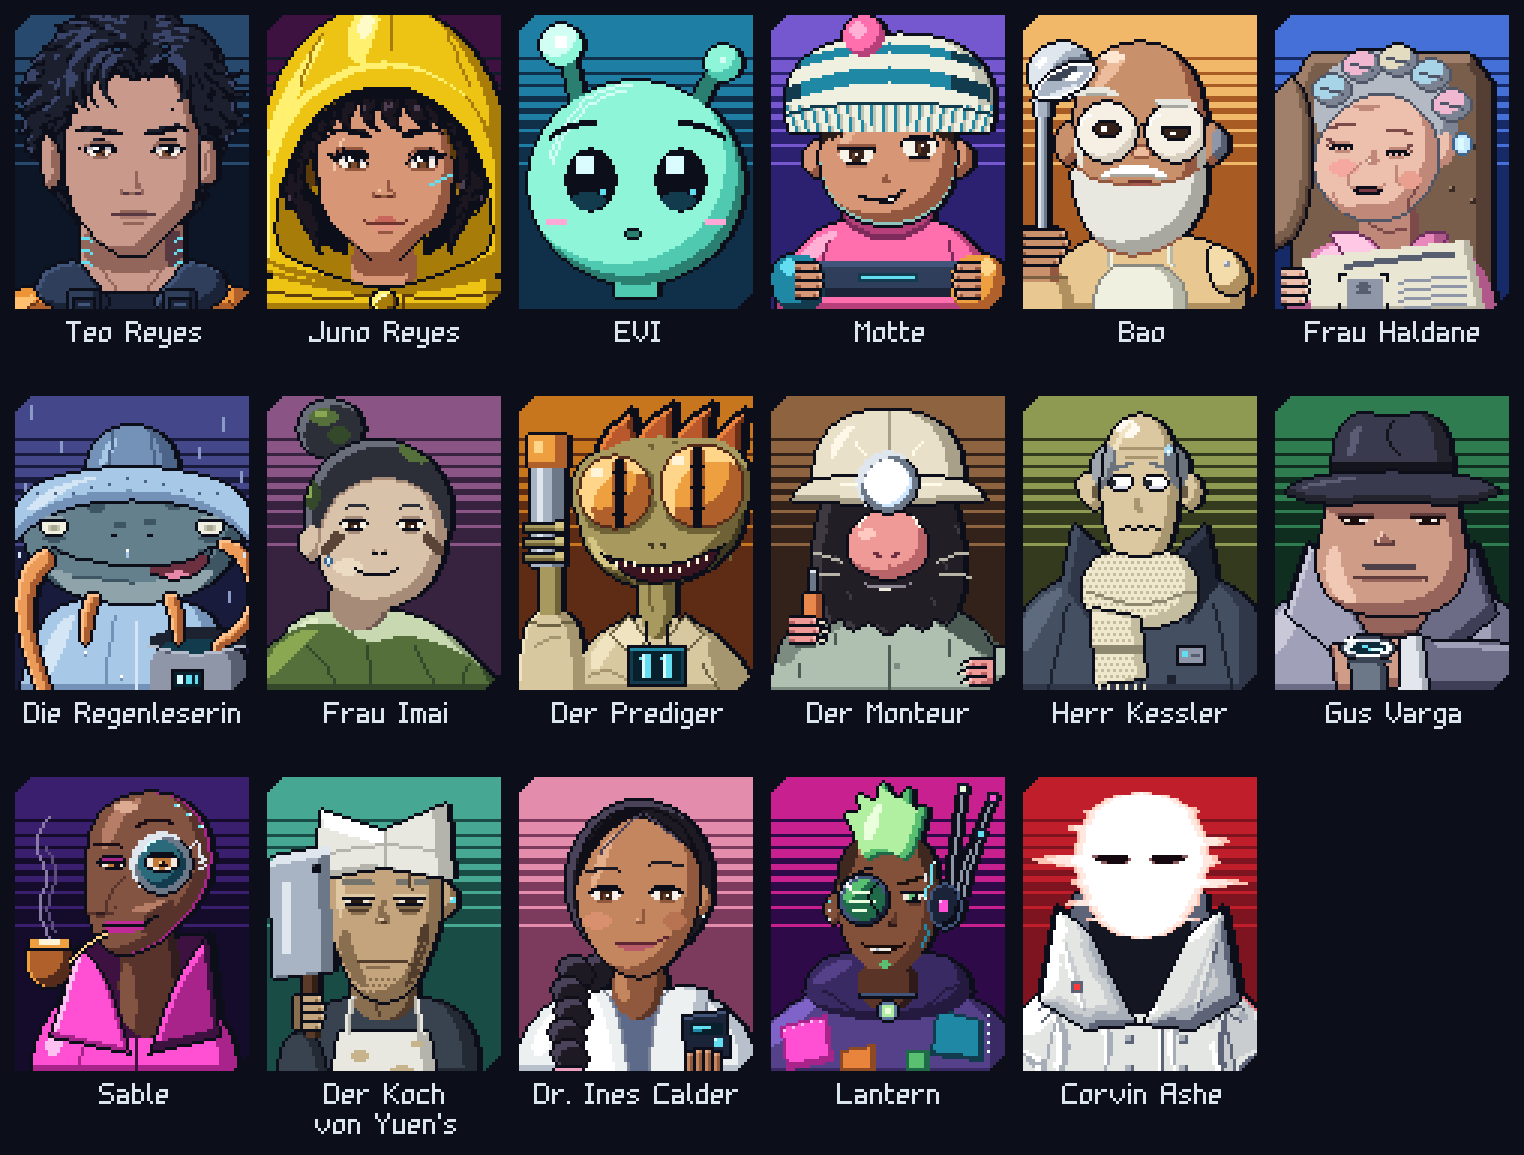 Teo Reyes
Juno Reyes
EVI
Motte
Bao
Frau Haldane
Die Regenleserin
Frau Imai
Der Prediger
Der Monteur
Herr Kessler
Gus Varga
Sable
Der Koch
von Yuen's
Dr. Ines Calder
Lantern
Corvin Ashe